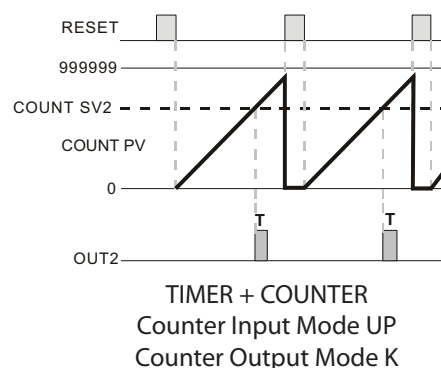 RESET
999999
COUNT SV2
COUNT PV
0
T T
OUT2
TIMER + COUNTER
Counter Input Mode UP
Counter Output Mode K